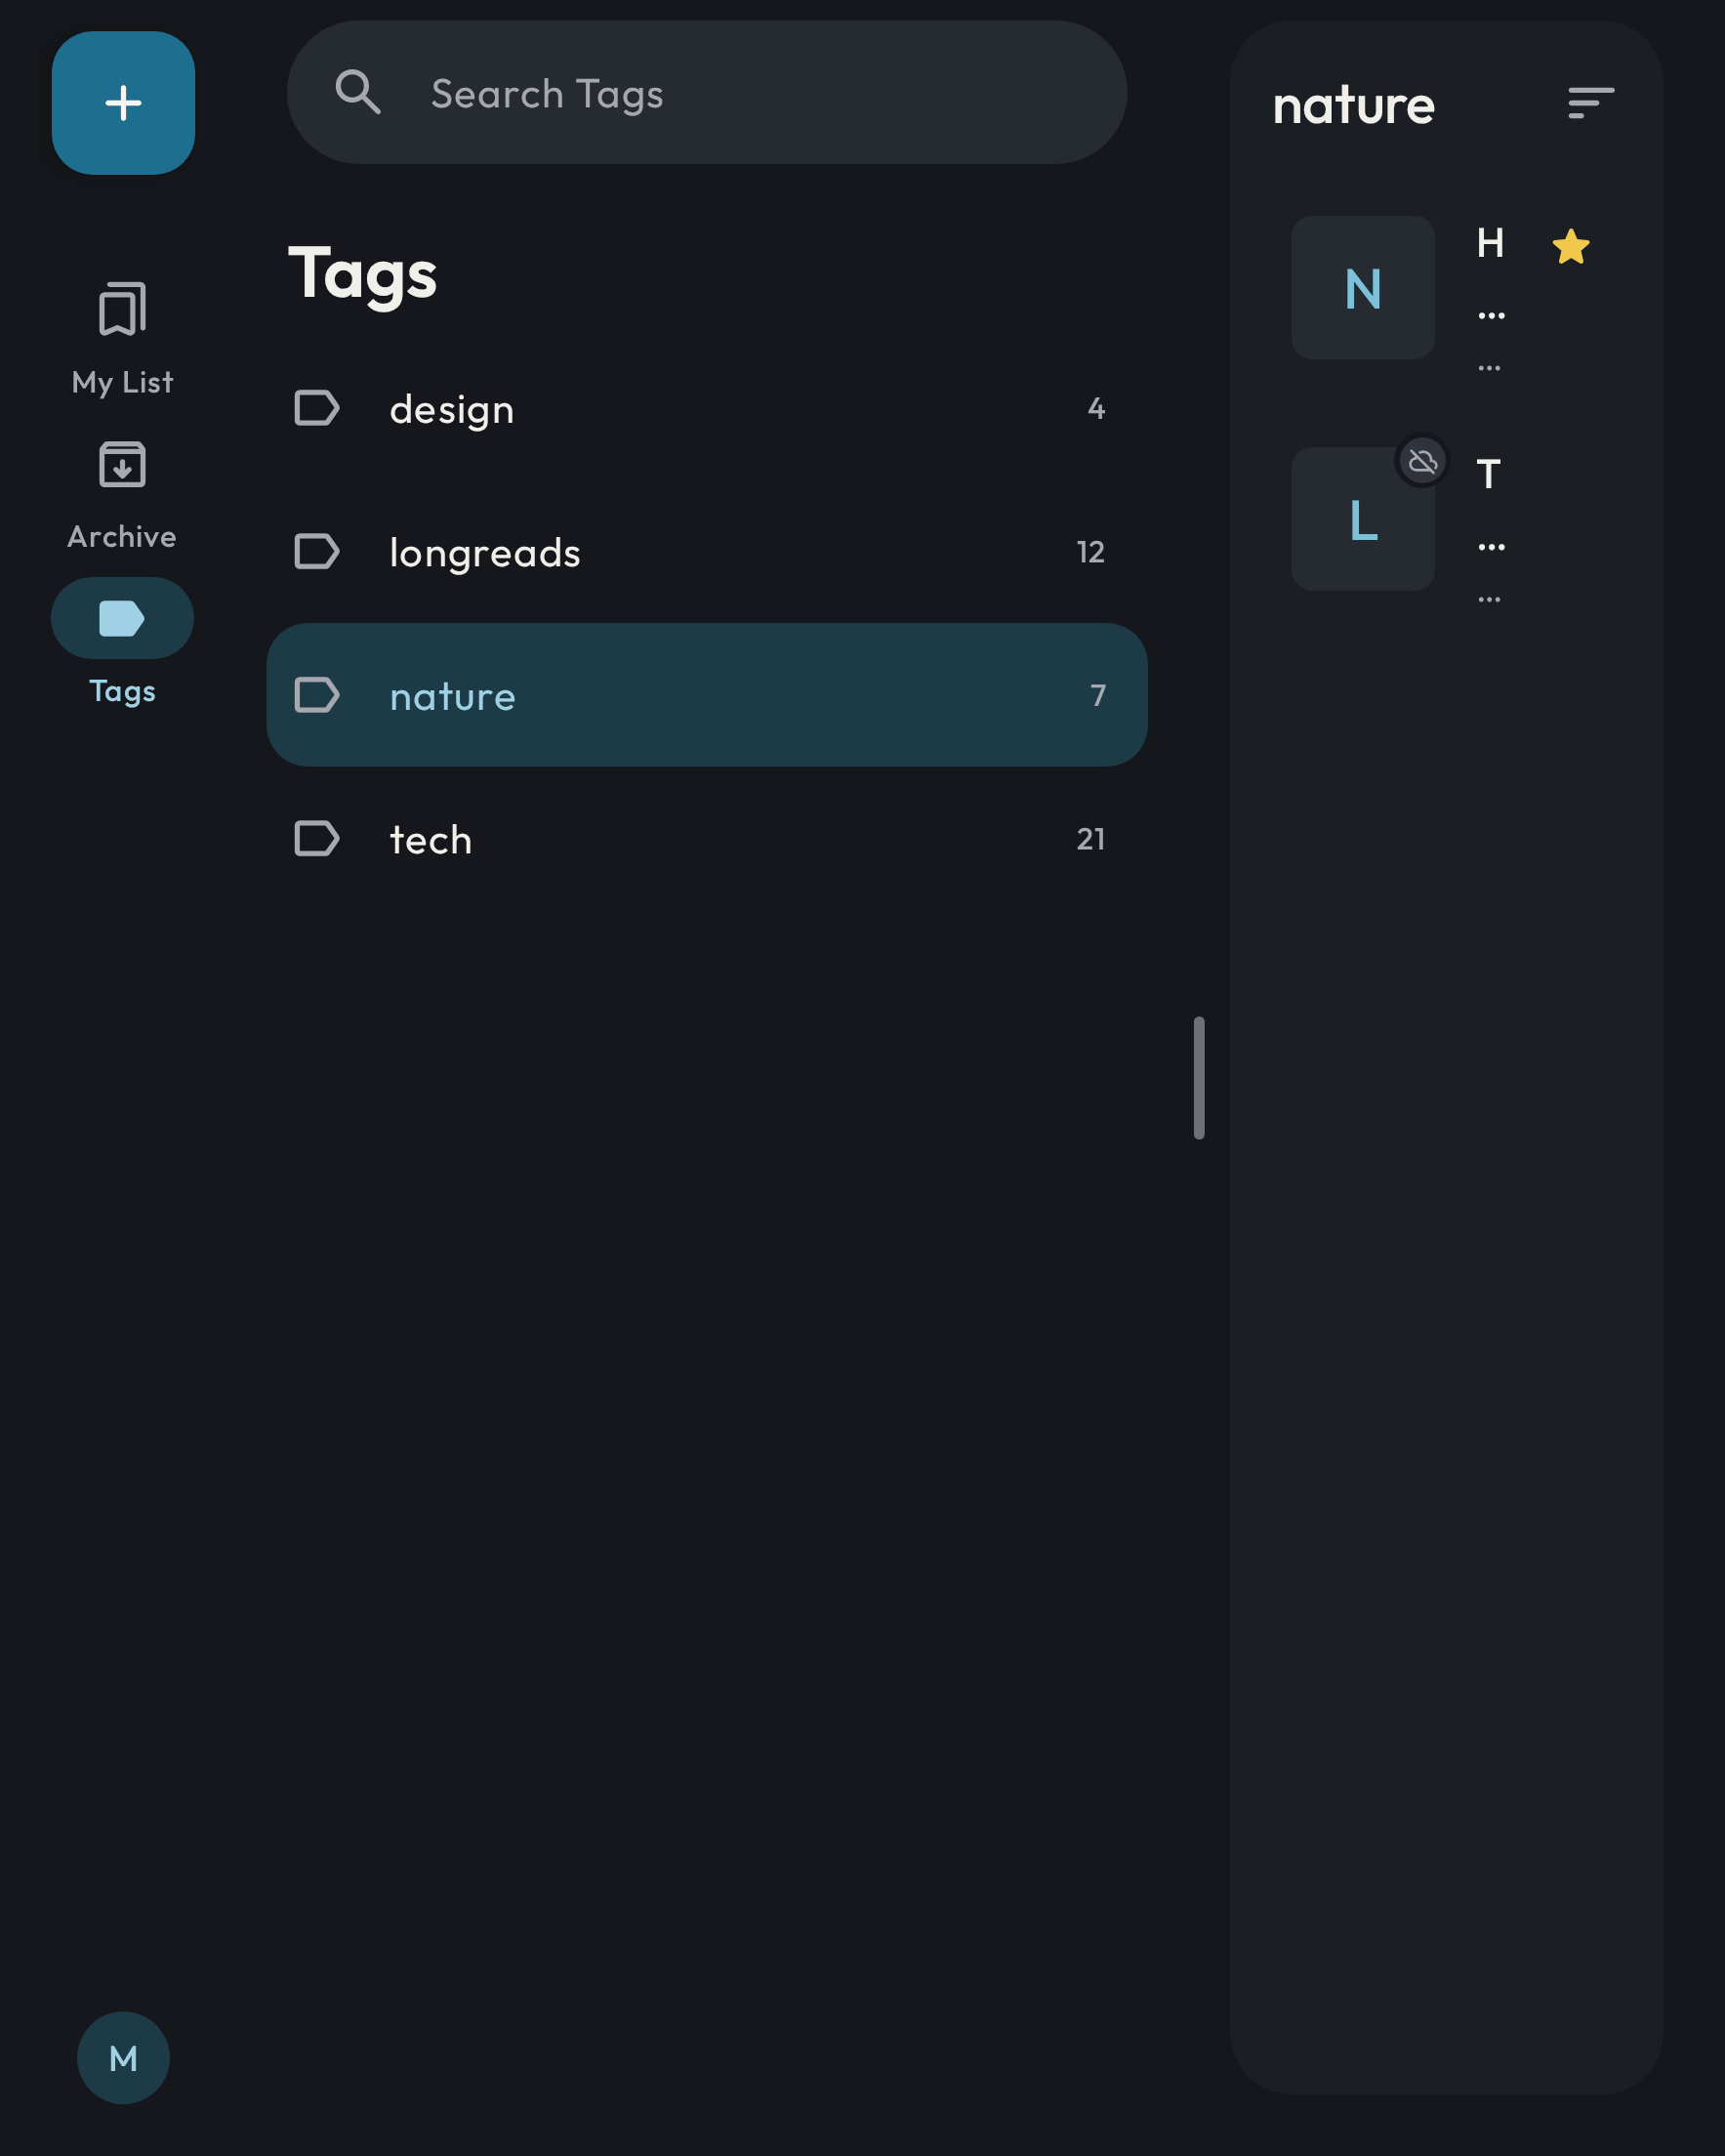 Search Tags
Tags
My List
Archive
Tags
design 4
longreads 12
nature 7
tech 21
M
nature
N
H
...
...
L
T
...
...